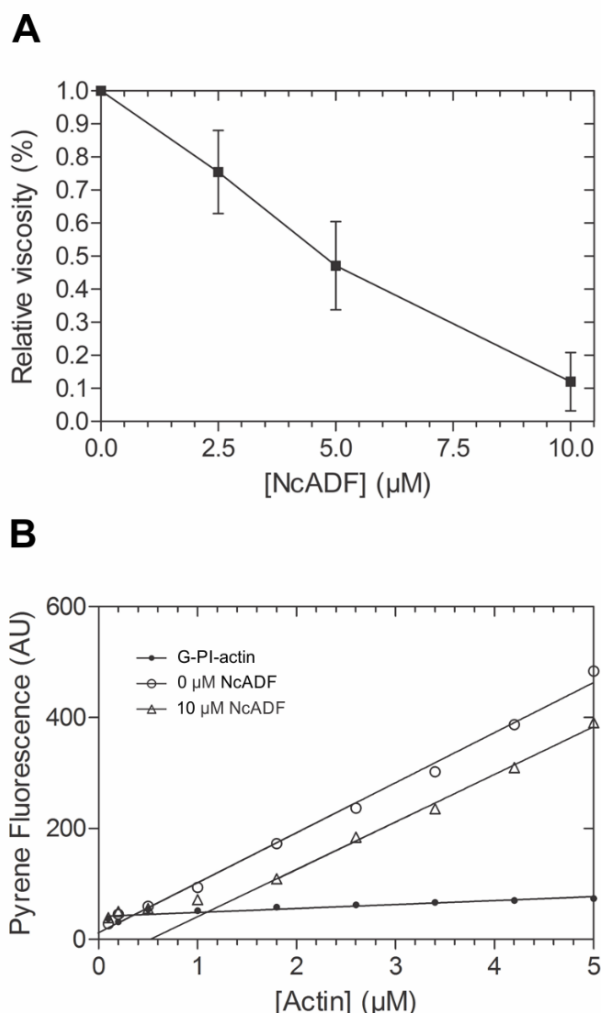 A
Relative viscosity (%)
1.0
0.9
0.8
0.7
0.6
0.5
0.4
0.3
0.2
0.1
0.0
0.0 2.5 5.0 7.5 10.0
[NcADF] (µM)
B
Pyrene Fluorescence (AU)
600
400
200
0
G-PI-actin
0 µM NcADF
10 µM NcADF
0 1 2 3 4 5
[Actin] (µM)